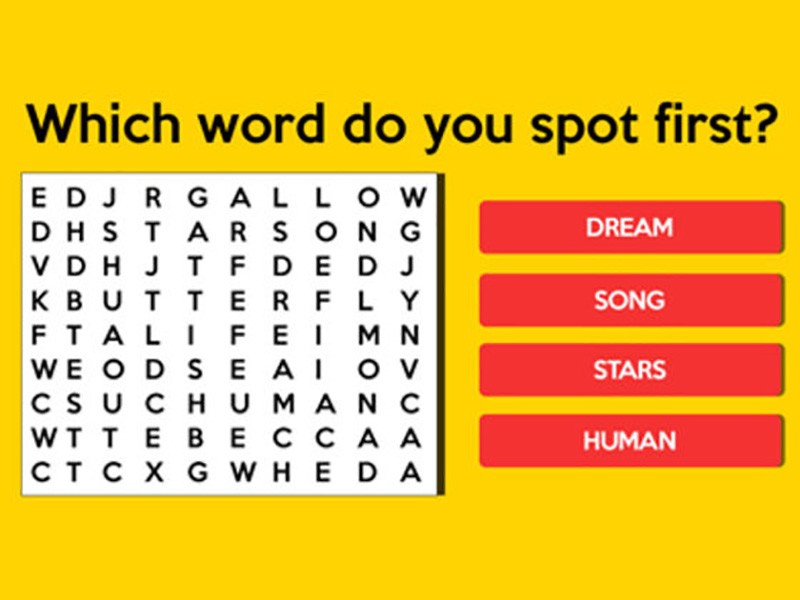 Which word do you spot first?
E D J R G A L L O W
D H S T A R S O N G
V D H J T F D E D J
K B U T T E R F L Y
F T A L I F E I M N
W E O D S E A I O V
C S U C H U M A N C
W T T E B E C C A A
C T C X G W H E D A
DREAM
SONG
STARS
HUMAN